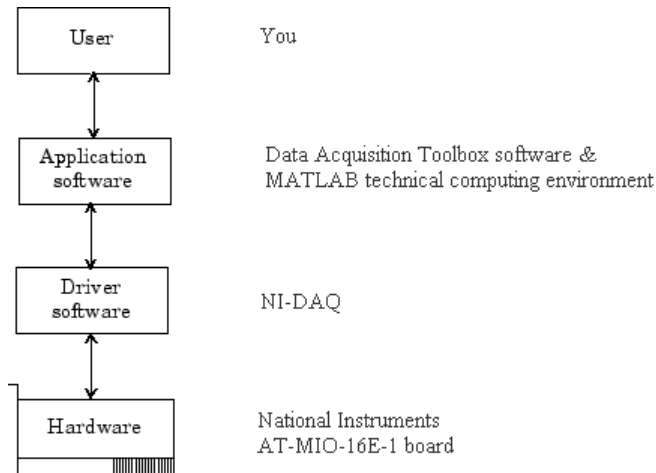 User
You
Application
software
Data Acquisition Toolbox software &
MATLAB technical computing environment
Driver
software
NI-DAQ
Hardware
National Instruments
AT-MIO-16E-1 board